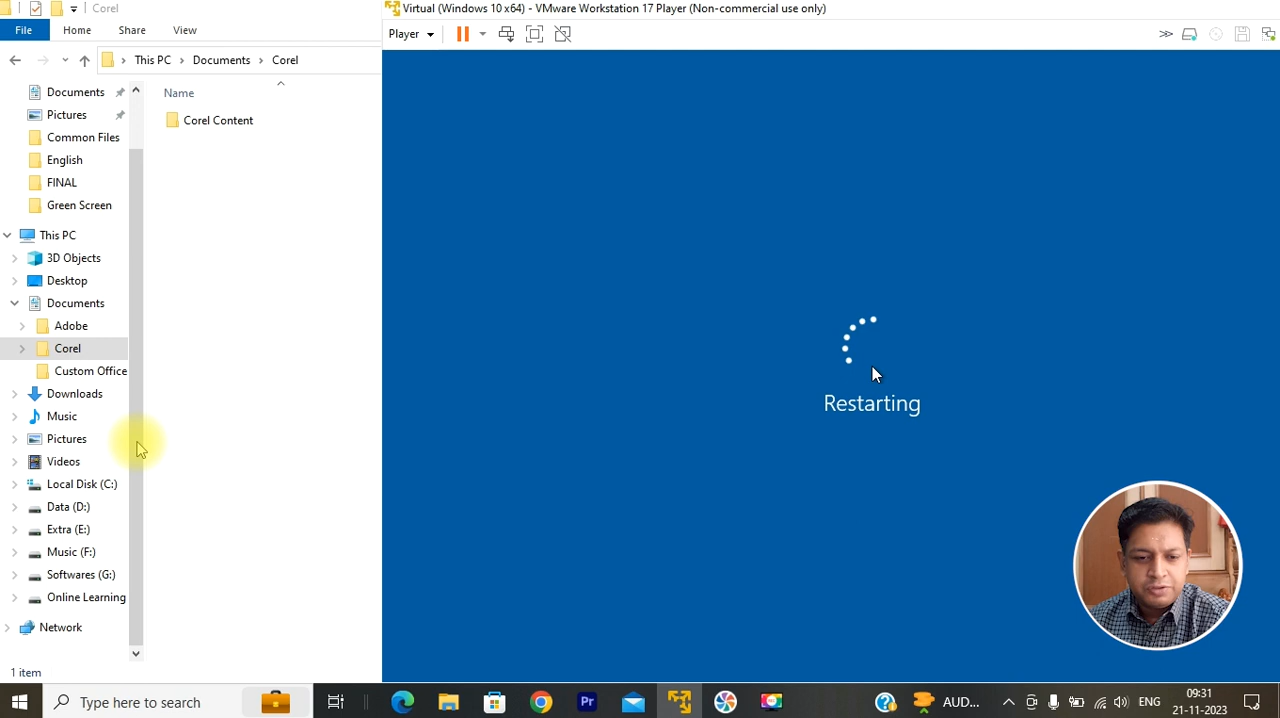 Corel
File Home Share View
This PC Documents Corel
Documents
Pictures
Common Files
English
FINAL
Green Screen
This PC
3D Objects
Desktop
Documents
Adobe
Corel
Custom Office
Downloads
Music
Pictures
Videos
Local Disk (C:)
Data (D:)
Extra (E:)
Music (F:)
Softwares (G:)
Online Learning
Network
1 item
Name
Corel Content
Virtual (Windows 10 x64) - VMware Workstation 17 Player (Non-commercial use only)
Player
Restarting
Type here to search
Pr
AUD...
ENG
09:31
21-11-2023